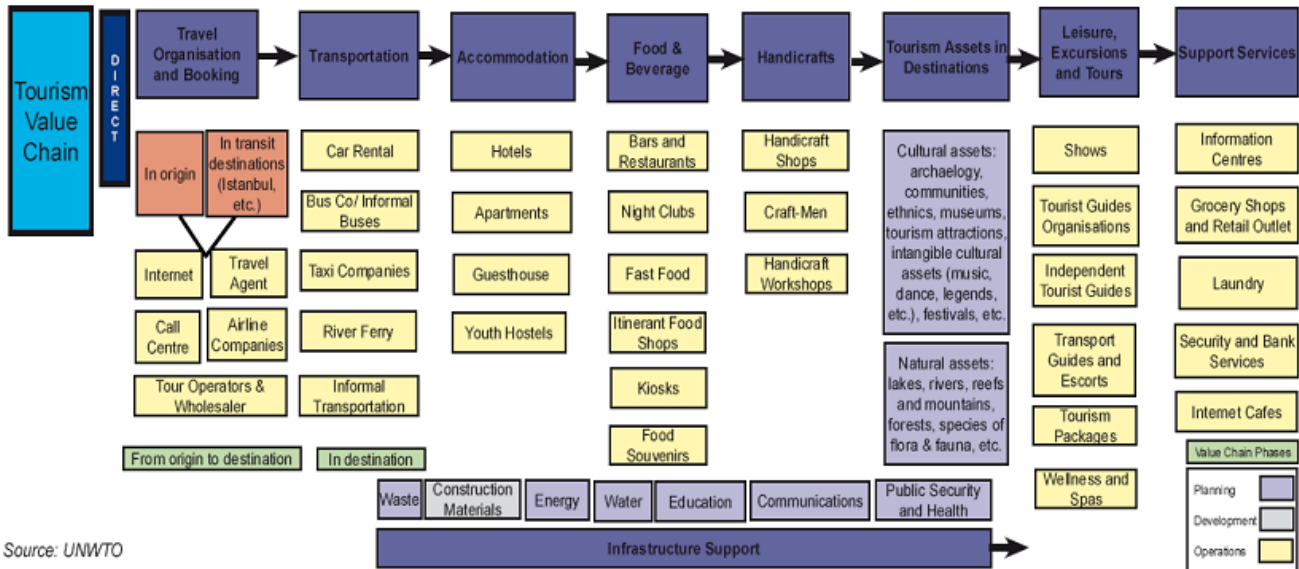 Tourism
Value
Chain
DIRECT
Travel
Organisation
and Booking
Transportation
Accommodation
Food &
Beverage
Handicrafts
Tourism Assets in
Destinations
Leisure,
Excursions
and Tours
Support Services
In origin
In transit
destinations
(Istanbul,
etc.)
Internet
Travel
Agent
Call
Centre
Airline
Companies
Tour Operators &
Wholesaler
From origin to destination
Car Rental
Bus Co/ Informal
Buses
Taxi Companies
River Ferry
Informal
Transportation
In destination
Hotels
Apartments
Guesthouse
Youth Hostels
Bars and
Restaurants
Night Clubs
Fast Food
Itinerant Food
Shops
Kiosks
Food
Souvenirs
Handicraft
Shops
Craft-Men
Handicraft
Workshops
Cultural assets:
archaelogy,
communities,
ethnics, museums,
tourism attractions,
intangible cultural
assets (music,
dance, legends,
etc.), festivals, etc.
Natural assets:
lakes, rivers, reefs
and mountains,
forests, species of
flora & fauna, etc.
Shows
Tourist Guides
Organisations
Independent
Tourist Guides
Transport
Guides and
Escorts
Tourism
Packages
Wellness and
Spas
Information
Centres
Grocery Shops
and Retail Outlet
Laundry
Security and Bank
Services
Internet Cafes
Value Chain Phases
Planning
Development
Operations
Waste
Construction
Materials
Energy
Water
Education
Communications
Public Security
and Health
Infrastructure Support
Source: UNWTO